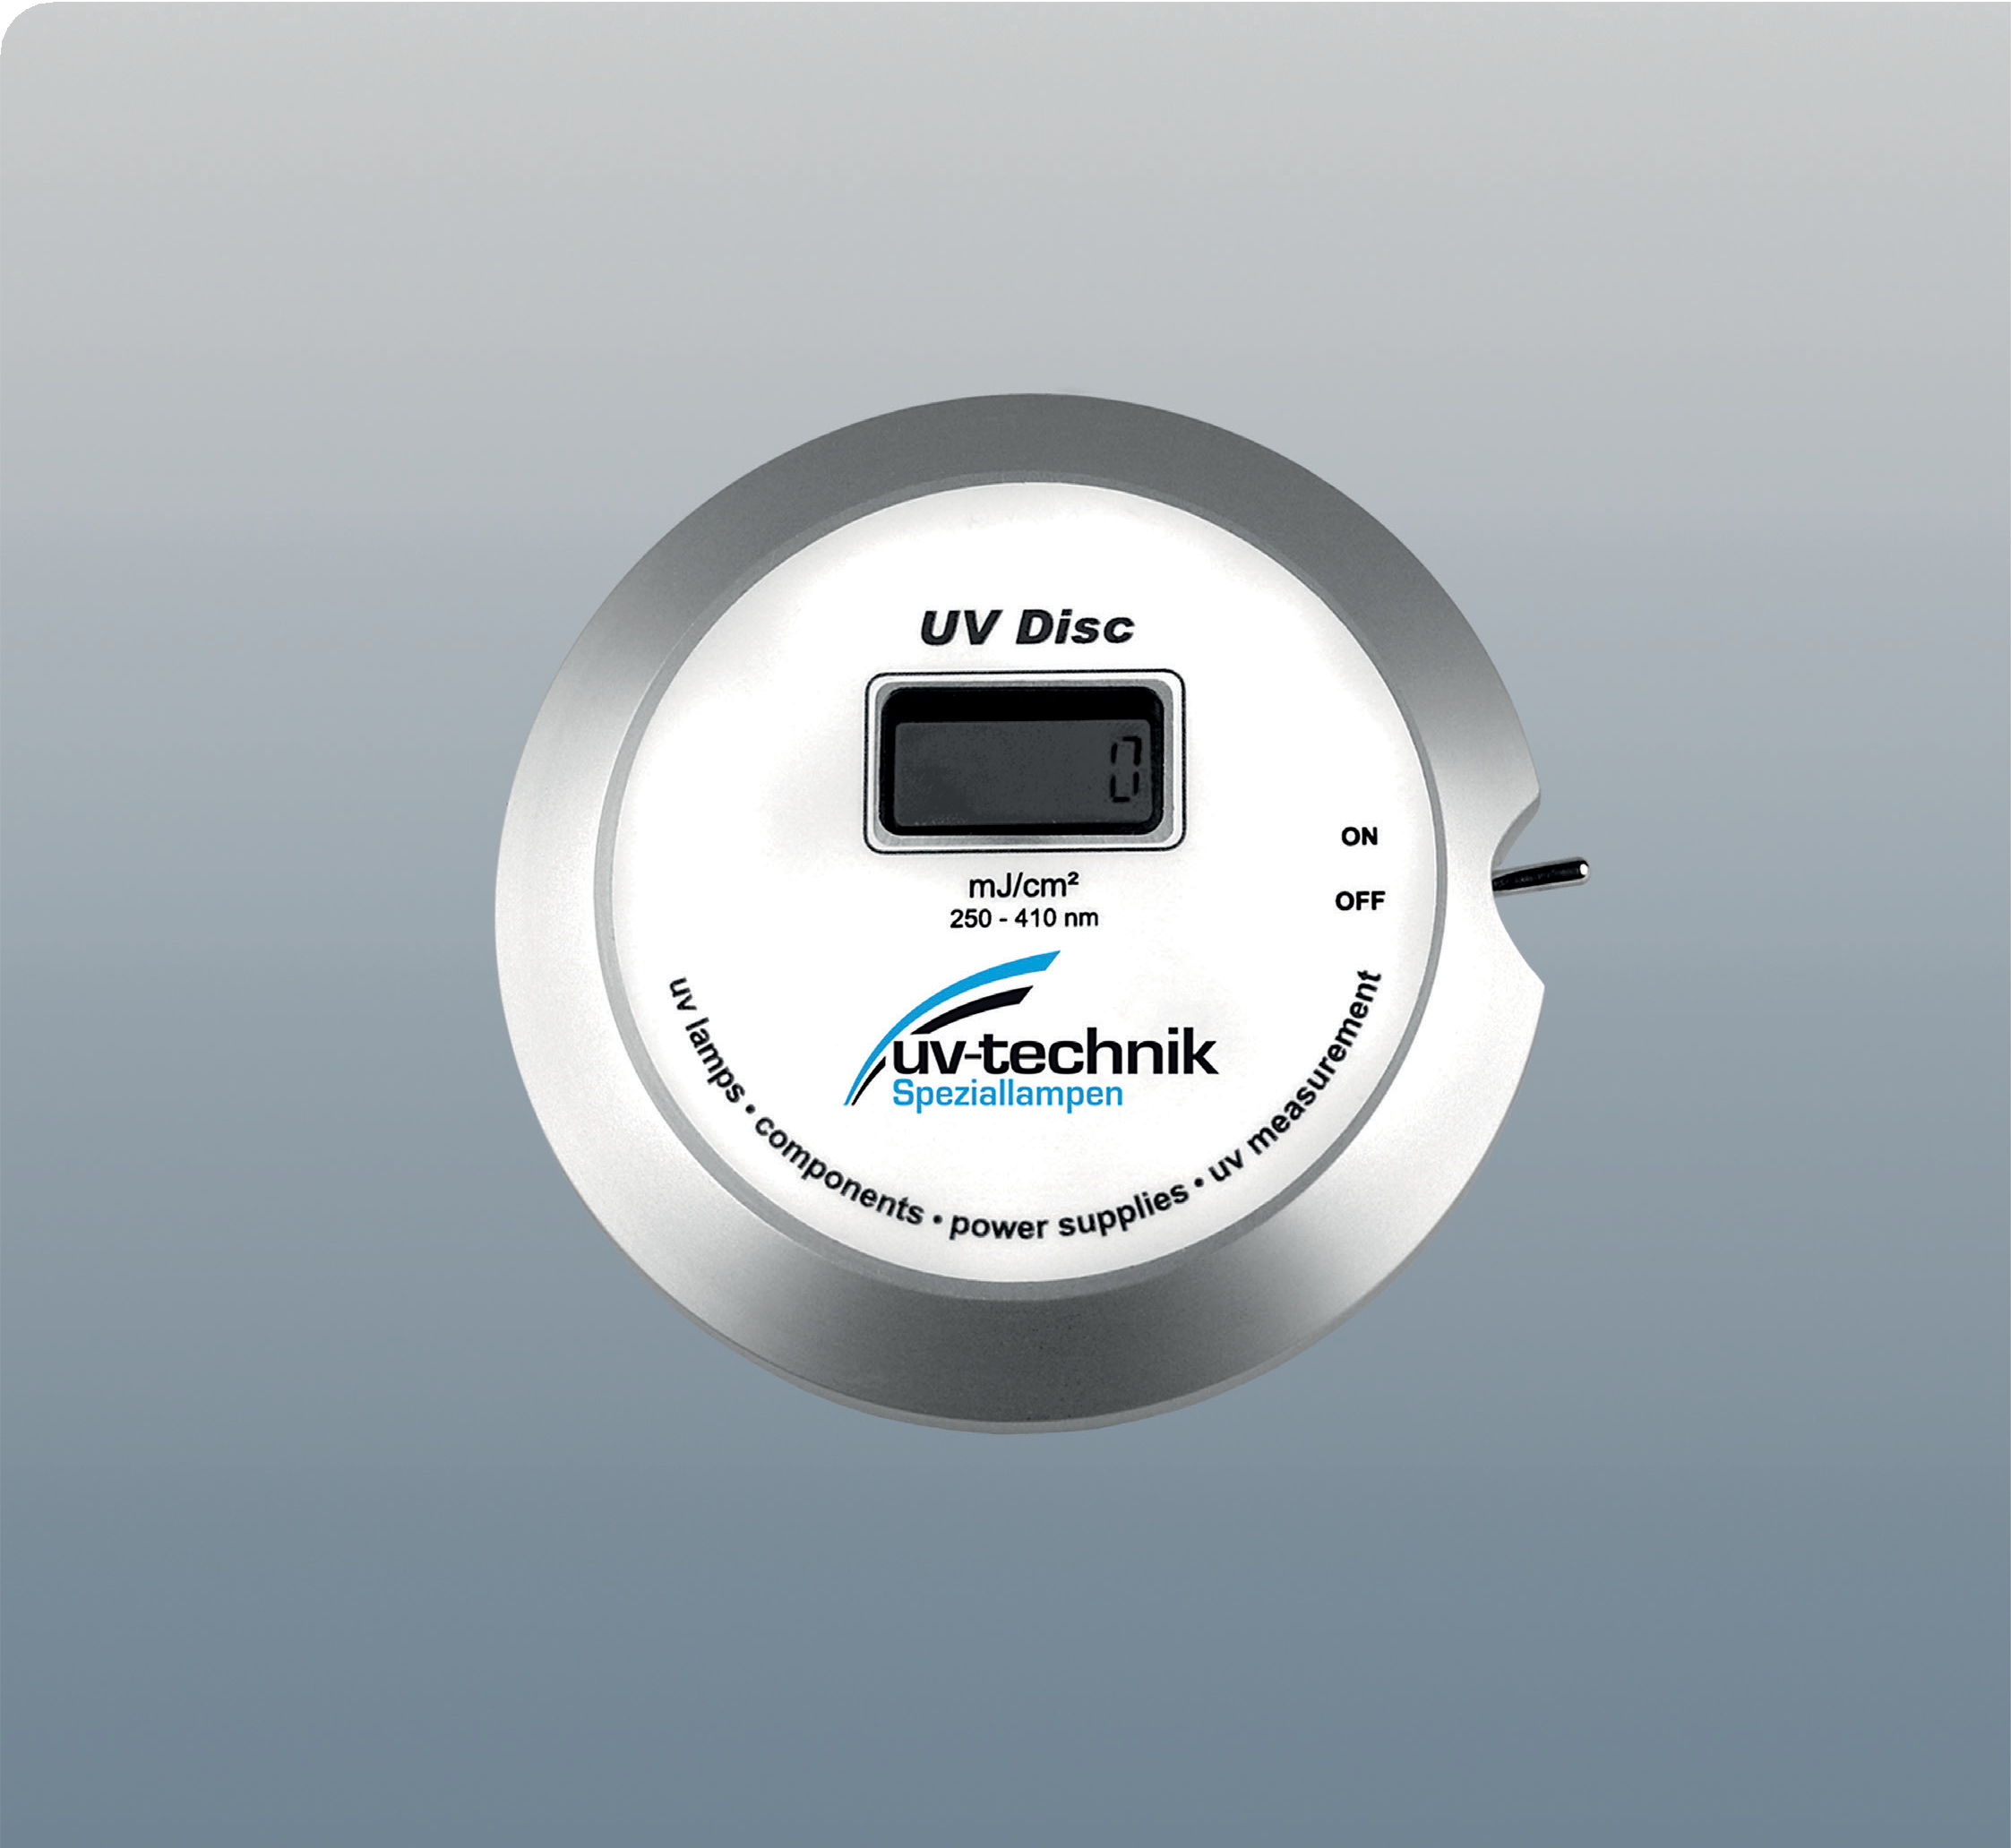 UV Disc
0
mJ/cm²
250 - 410 nm
ON
OFF
uv-technik
Speziallampen
uv lamps • components • power supplies • uv measurement